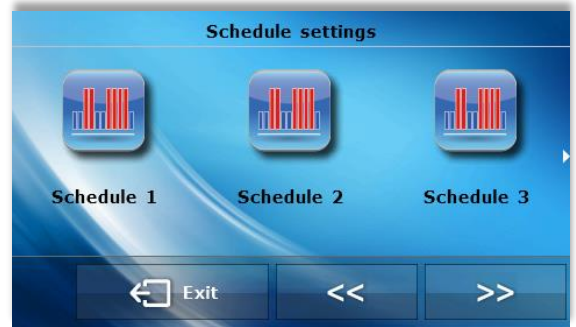 Schedule settings
Schedule 1 Schedule 2 Schedule 3
Exit << >>